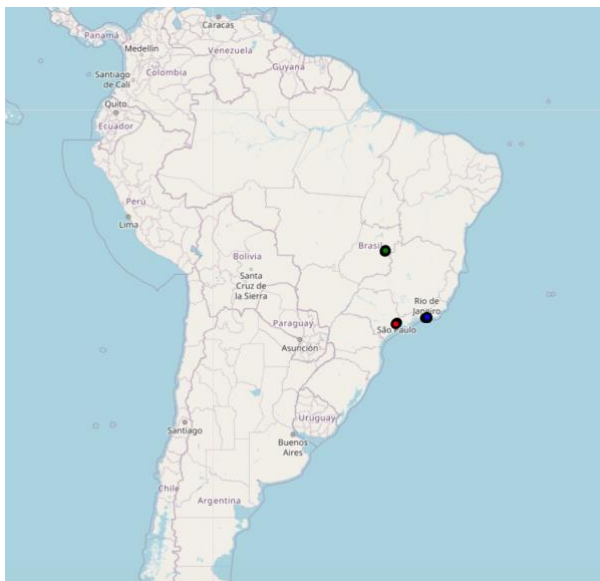 Caracas
Panamá
Medellín
Venezuela
Guyana
Santiago
de Cali
Colombia
Quito
Ecuador
Perú
Lima
Brasil
Bolivia
Santa
Cruz de
la Sierra
Rio de
Janeiro
São Paulo
Paraguay
Asunción
Uruguay
Santiago
Buenos
Aires
Chile
Argentina